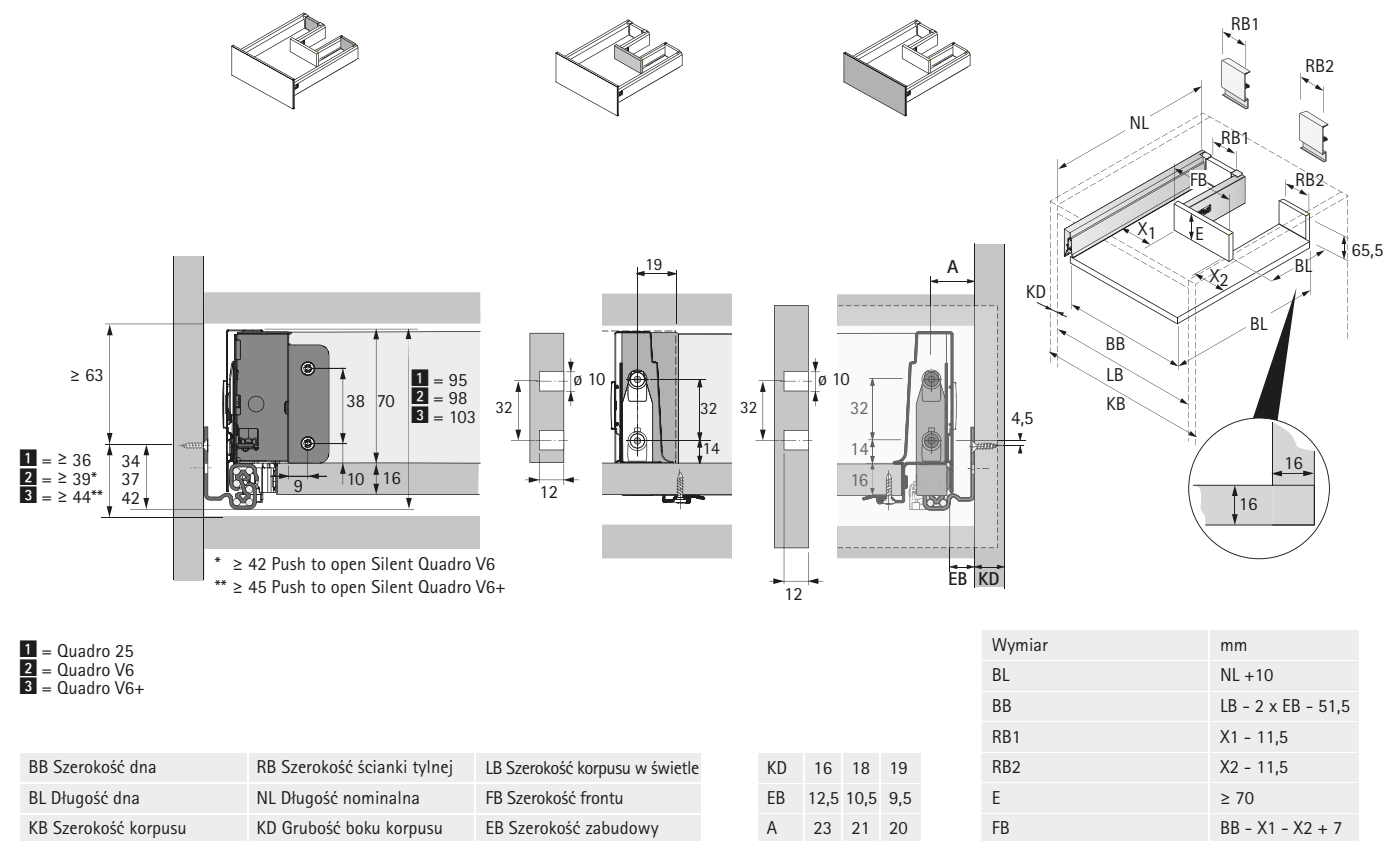 RB1
RB2
NL
RB1
FB
RB2
X1
E
65,5
BL
X2
KD
BB
BL
LB
KB
16
16
≥ 63
1 = ≥ 36
2 = ≥ 39*
3 = ≥ 44**
34
37
42
38
70
1 = 95
2 = 98
3 = 103
9
10
16
* ≥ 42 Push to open Silent Quadro V6
** ≥ 45 Push to open Silent Quadro V6+
19
ø 10
32
12
32
14
A
ø 10
32
12
32
14
16
4,5
EB
KD
1 = Quadro 25
2 = Quadro V6
3 = Quadro V6+
BB Szerokość dna RB Szerokość ścianki tylnej LB Szerokość korpusu w świetle
BL Długość dna NL Długość nominalna FB Szerokość frontu
KB Szerokość korpusu KD Grubość boku korpusu EB Szerokość zabudowy
KD 16 18 19
EB 12,5 10,5 9,5
A 23 21 20
Wymiar mm
BL NL +10
BB LB - 2 x EB - 51,5
RB1 X1 - 11,5
RB2 X2 - 11,5
E ≥ 70
FB BB - X1 - X2 + 7